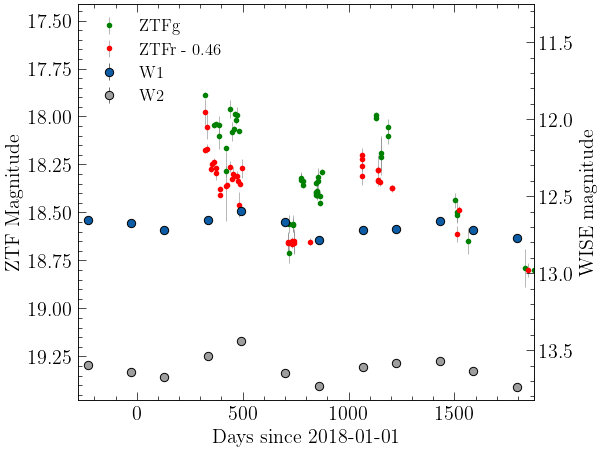 ZTFg
ZTFr - 0.46
W1
W2
ZTF Magnitude
17.50
17.75
18.00
18.25
18.50
18.75
19.00
19.25
WISE magnitude
11.5
12.0
12.5
13.0
13.5
0
500
1000
1500
Days since 2018-01-01